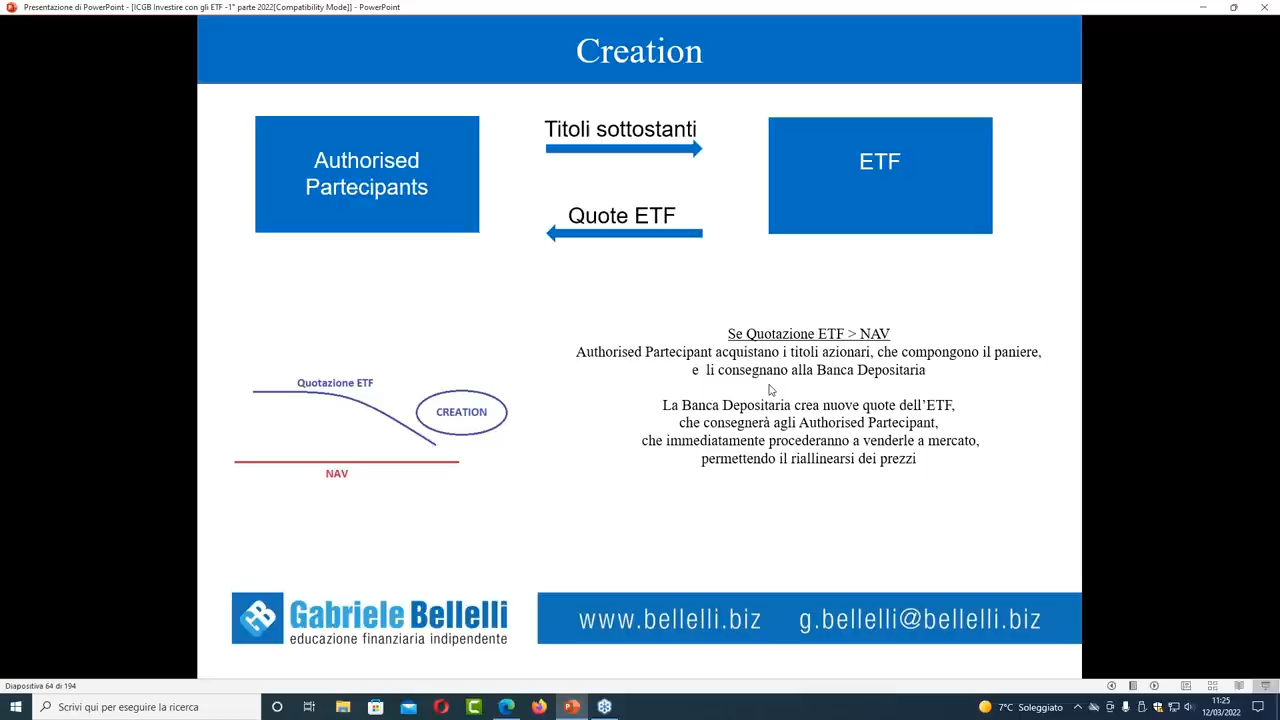 Presentazione di PowerPoint - [ICGB Investire con gli ETF -1° parte 2022[Compatibility Mode]] - PowerPoint
Creation
Authorised
Partecipants
Titoli sottostanti
Quote ETF
ETF
Se Quotazione ETF > NAV
Authorised Partecipant acquistano i titoli azionari, che compongono il paniere,
e li consegnano alla Banca Depositaria
La Banca Depositaria crea nuove quote dell'ETF,
che consegnerà agli Authorised Partecipant,
che immediatamente procederanno a venderle a mercato,
permettendo il riallinearsi dei prezzi
Quotazione ETF
CREATION
NAV
Gabriele Bellelli
educazione finanziaria indipendente
www.bellelli.biz g.bellelli@bellelli.biz
Diapositiva 64 di 194
Scrivi qui per eseguire la ricerca
7°C Soleggiato
11:25
12/03/2022